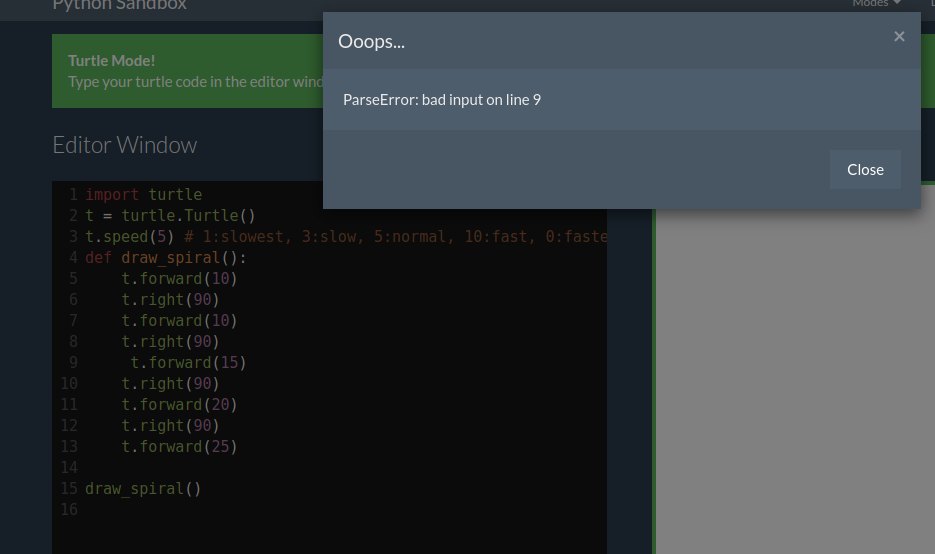 Python Sandbox
Modes
Ooops...
×
Turtle Mode!
Type your turtle code in the editor
ParseError: bad input on line 9
Editor Window
Close
1 import turtle
2 t = turtle.Turtle()
3 t.speed(5) # 1:slowest, 3:slow, 5:normal, 10:fast, 0:faste
4 def draw_spiral():
5     t.forward(10)
6     t.right(90)
7     t.forward(10)
8     t.right(90)
9      t.forward(15)
10     t.right(90)
11     t.forward(20)
12     t.right(90)
13     t.forward(25)
14
15 draw_spiral()
16